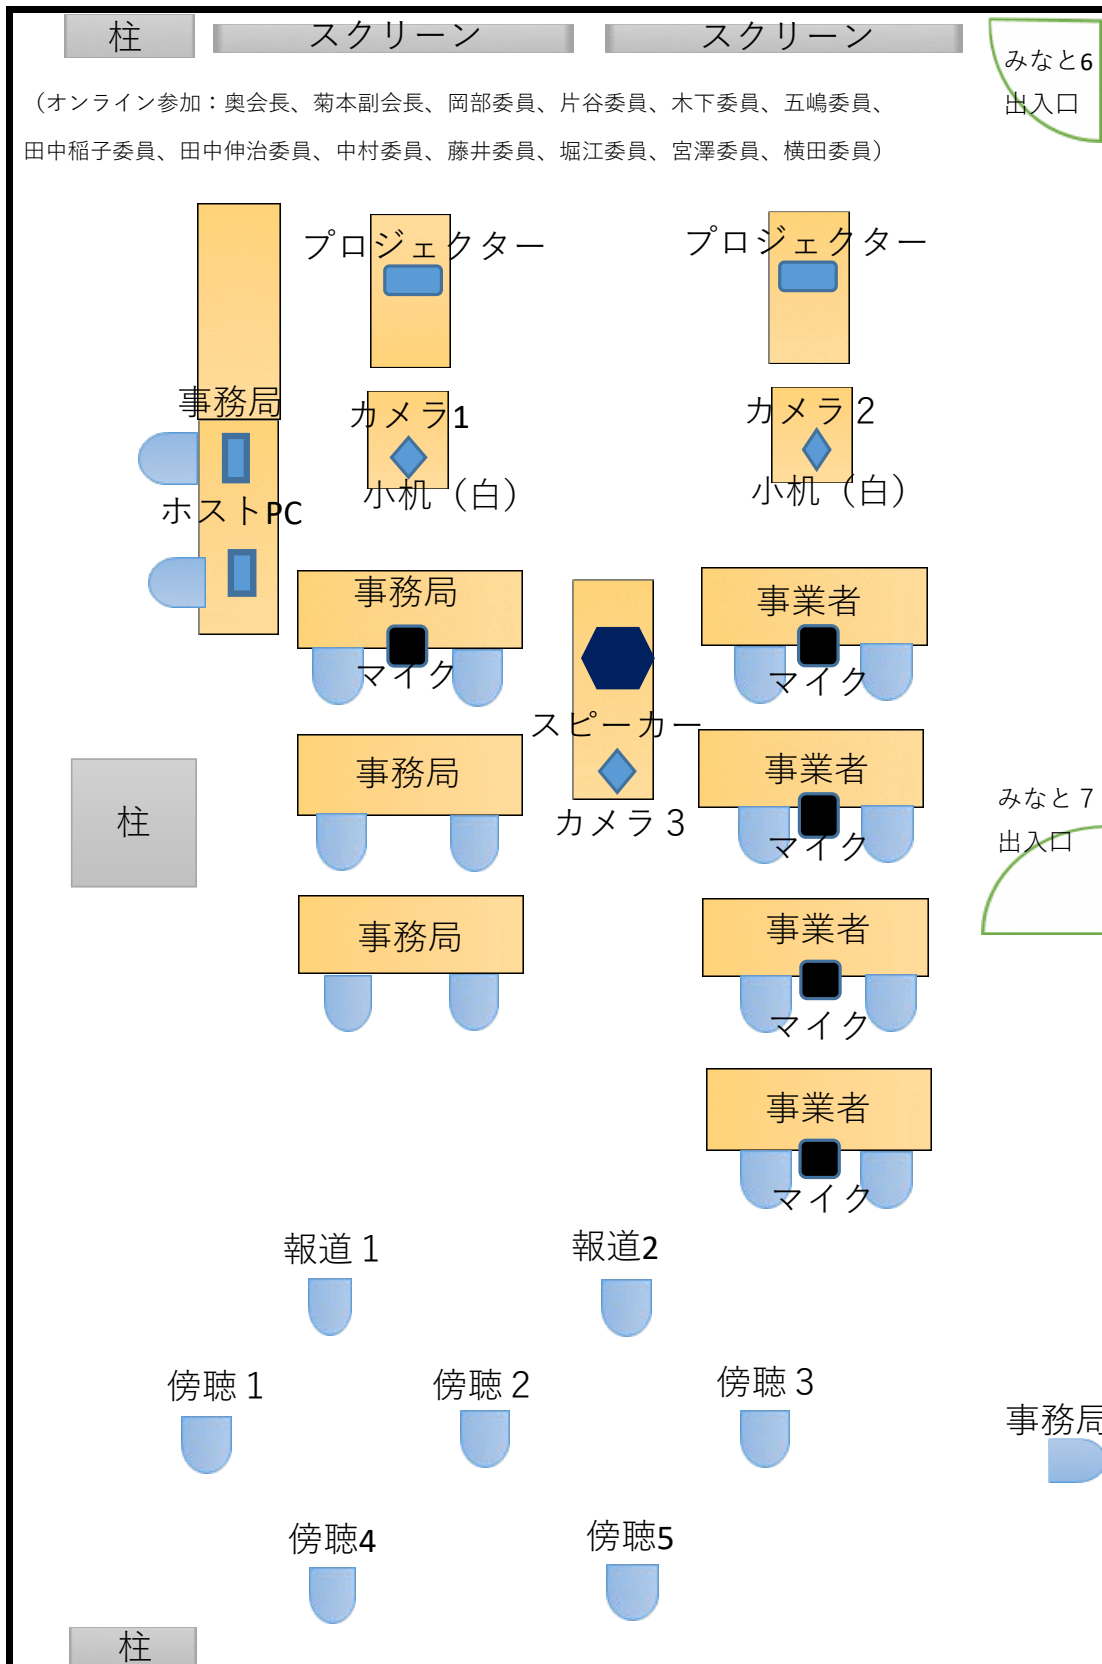 柱
スクリーン
スクリーン
みなと6
出入口
（オンライン参加：奥会長、菊本副会長、岡部委員、片谷委員、木下委員、五嶋委員、
田中稲子委員、田中伸治委員、中村委員、藤井委員、堀江委員、宮澤委員、横田委員）
プロジェクター
プロジェクター
事務局
カメラ1
カメラ２
小机（白）
小机（白）
ホストPC
事務局
マイク
事業者
マイク
スピーカー
事務局
事業者
マイク
カメラ３
柱
みなと７
出入口
事務局
事業者
マイク
事業者
マイク
報道１
報道2
傍聴１
傍聴２
傍聴３
事務局
傍聴4
傍聴5
柱